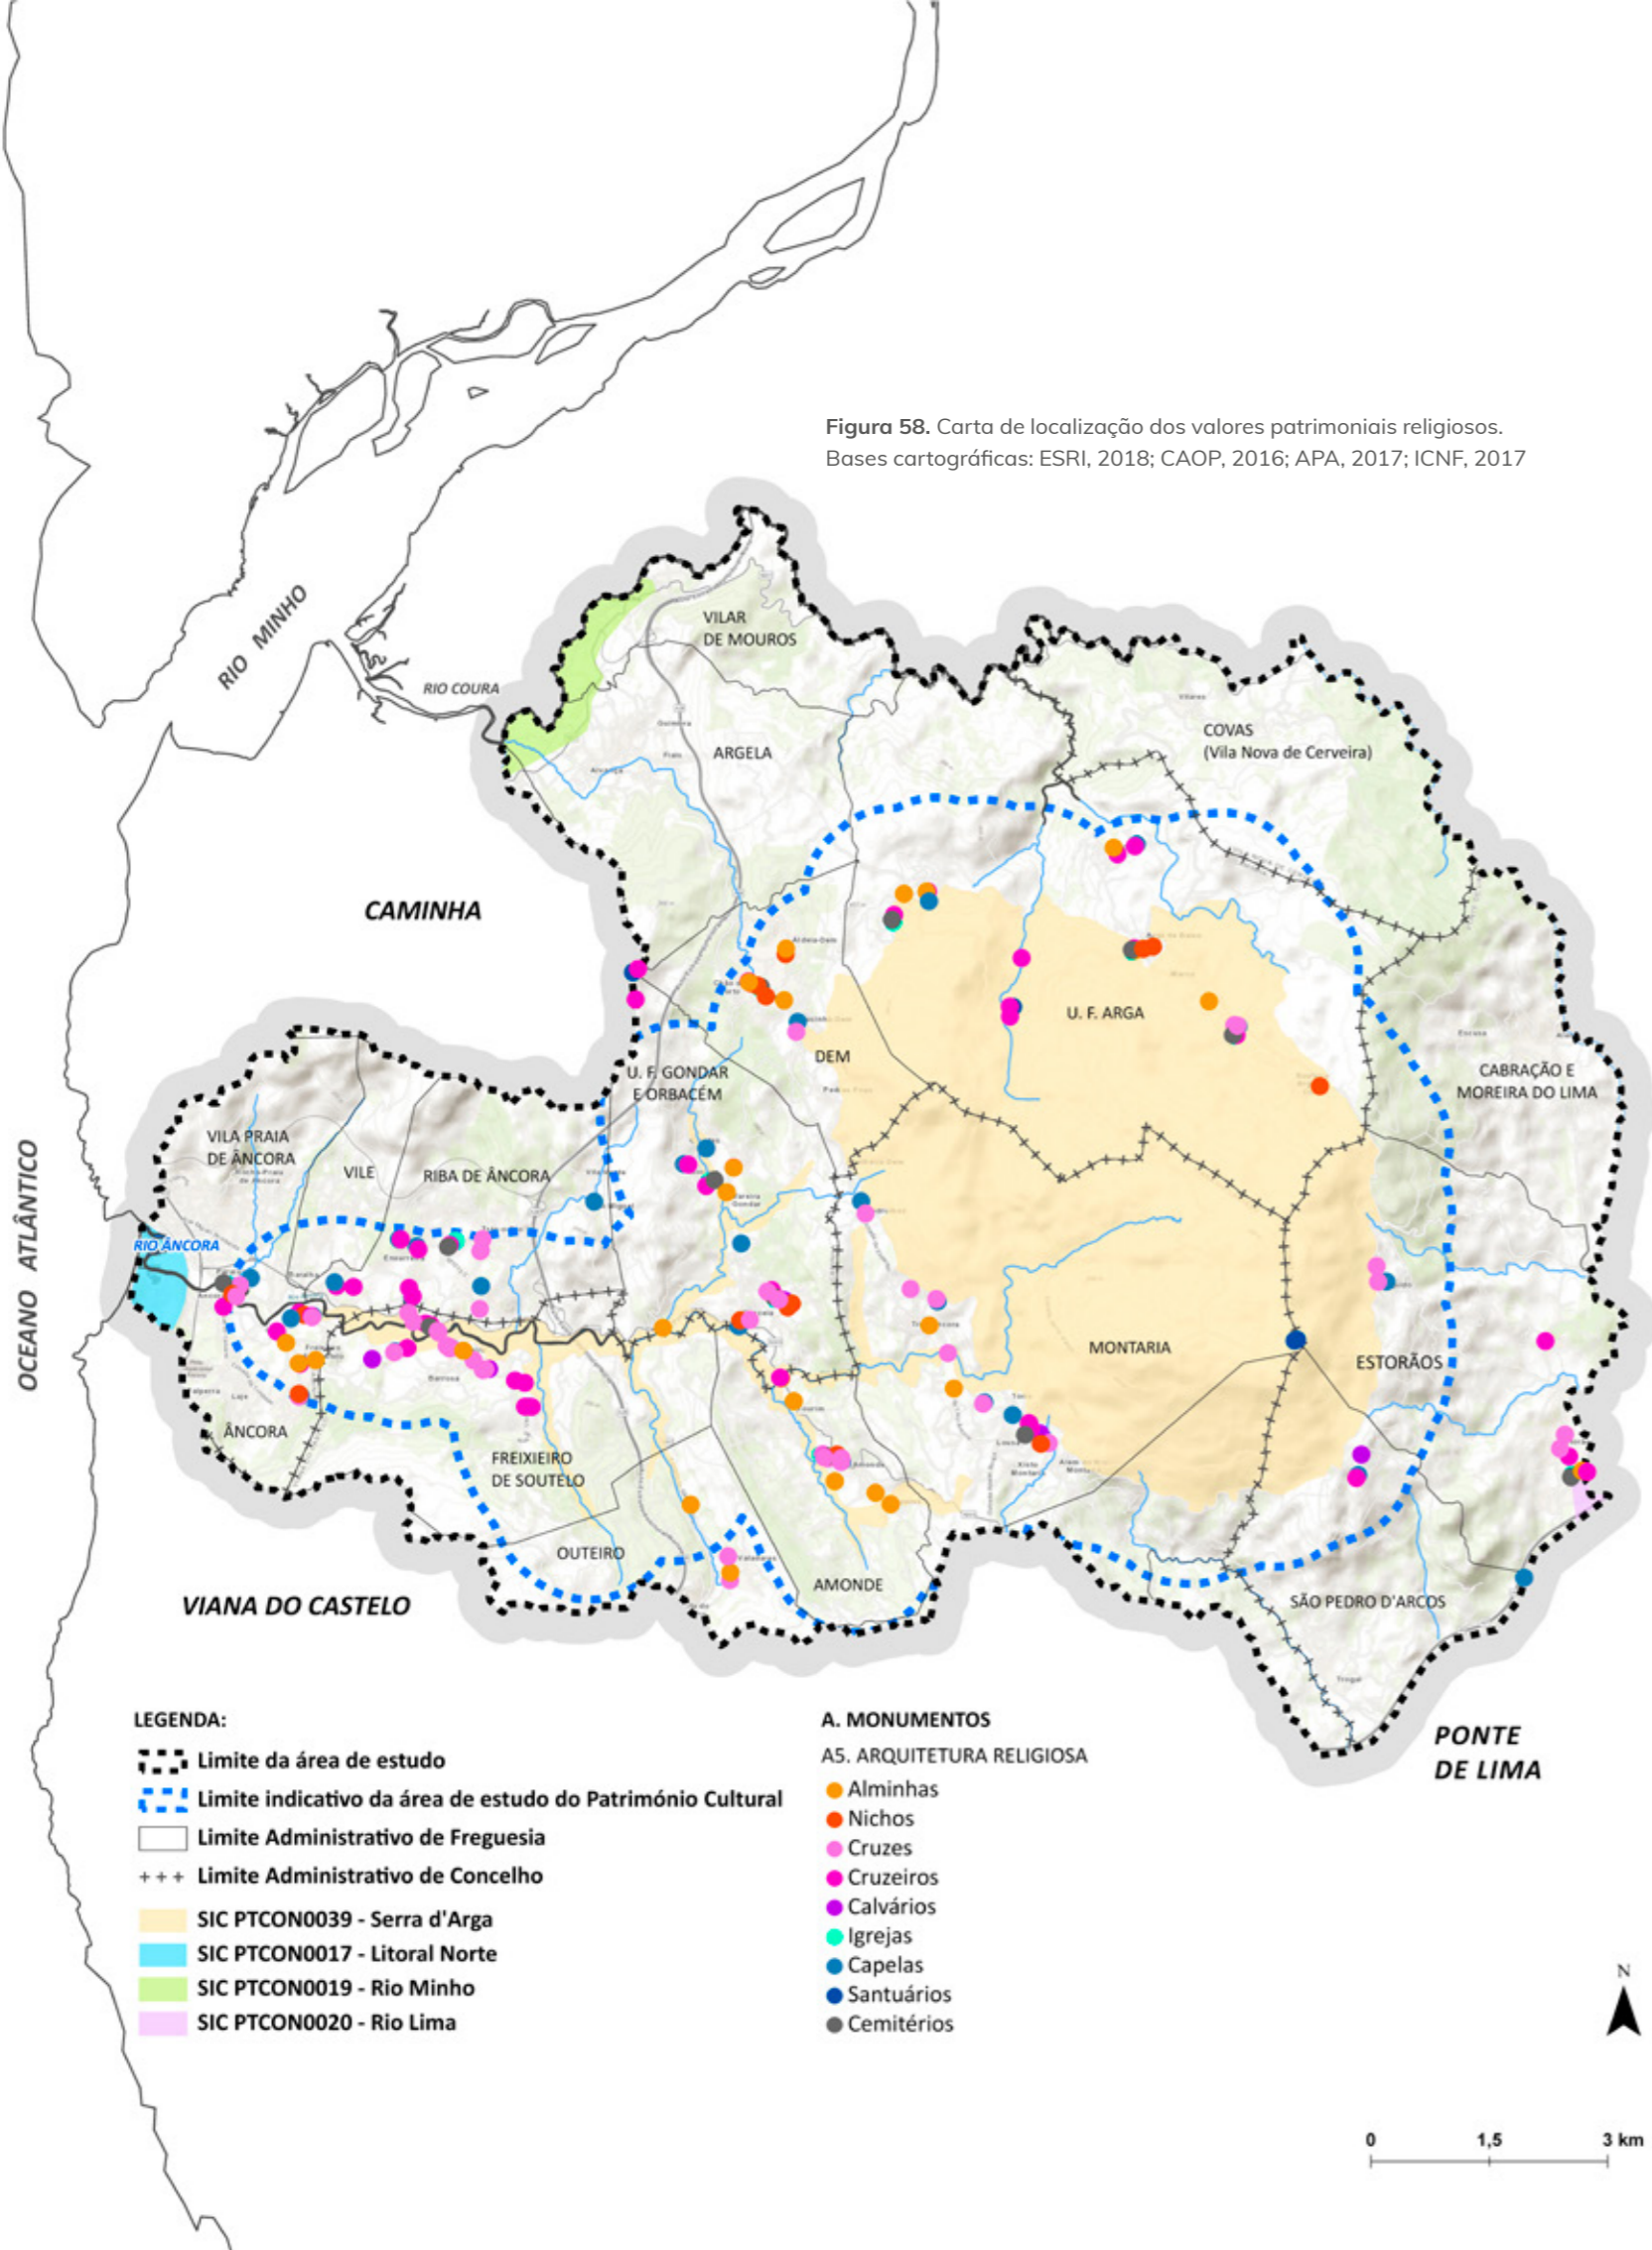 Figura 58. Carta de localização dos valores patrimoniais religiosos.
Bases cartográficas: ESRI, 2018; CAOP, 2016; APA, 2017; ICNF, 2017
RIO MINHO
RIO COURA
VILAR
DE MOUROS
COVAS
(Vila Nova de Cerveira)
ARGELA
CAMINHA
U. F. ARGA
DEM
U. F. GONDAR
E ORBACÉM
CABRAÇÃO E
MOREIRA DO LIMA
VILA PRAIA
DE ÂNCORA
VILE
RIBA DE ÂNCORA
OCEANO ATLÂNTICO
RIO ÂNCORA
MONTARIA
ESTORÃOS
ÂNCORA
FREIXIEIRO
DE SOUTELO
OUTEIRO
AMONDE
SÃO PEDRO D'ARCOS
VIANA DO CASTELO
PONTE
DE LIMA
LEGENDA:
Limite da área de estudo
Limite indicativo da área de estudo do Património Cultural
Limite Administrativo de Freguesia
Limite Administrativo de Concelho
SIC PTCON0039 - Serra d'Arga
SIC PTCON0017 - Litoral Norte
SIC PTCON0019 - Rio Minho
SIC PTCON0020 - Rio Lima
A. MONUMENTOS
A5. ARQUITETURA RELIGIOSA
Alminhas
Nichos
Cruzes
Cruzeiros
Calvários
Igrejas
Capelas
Santuários
Cemitérios
N
0 1,5 3 km